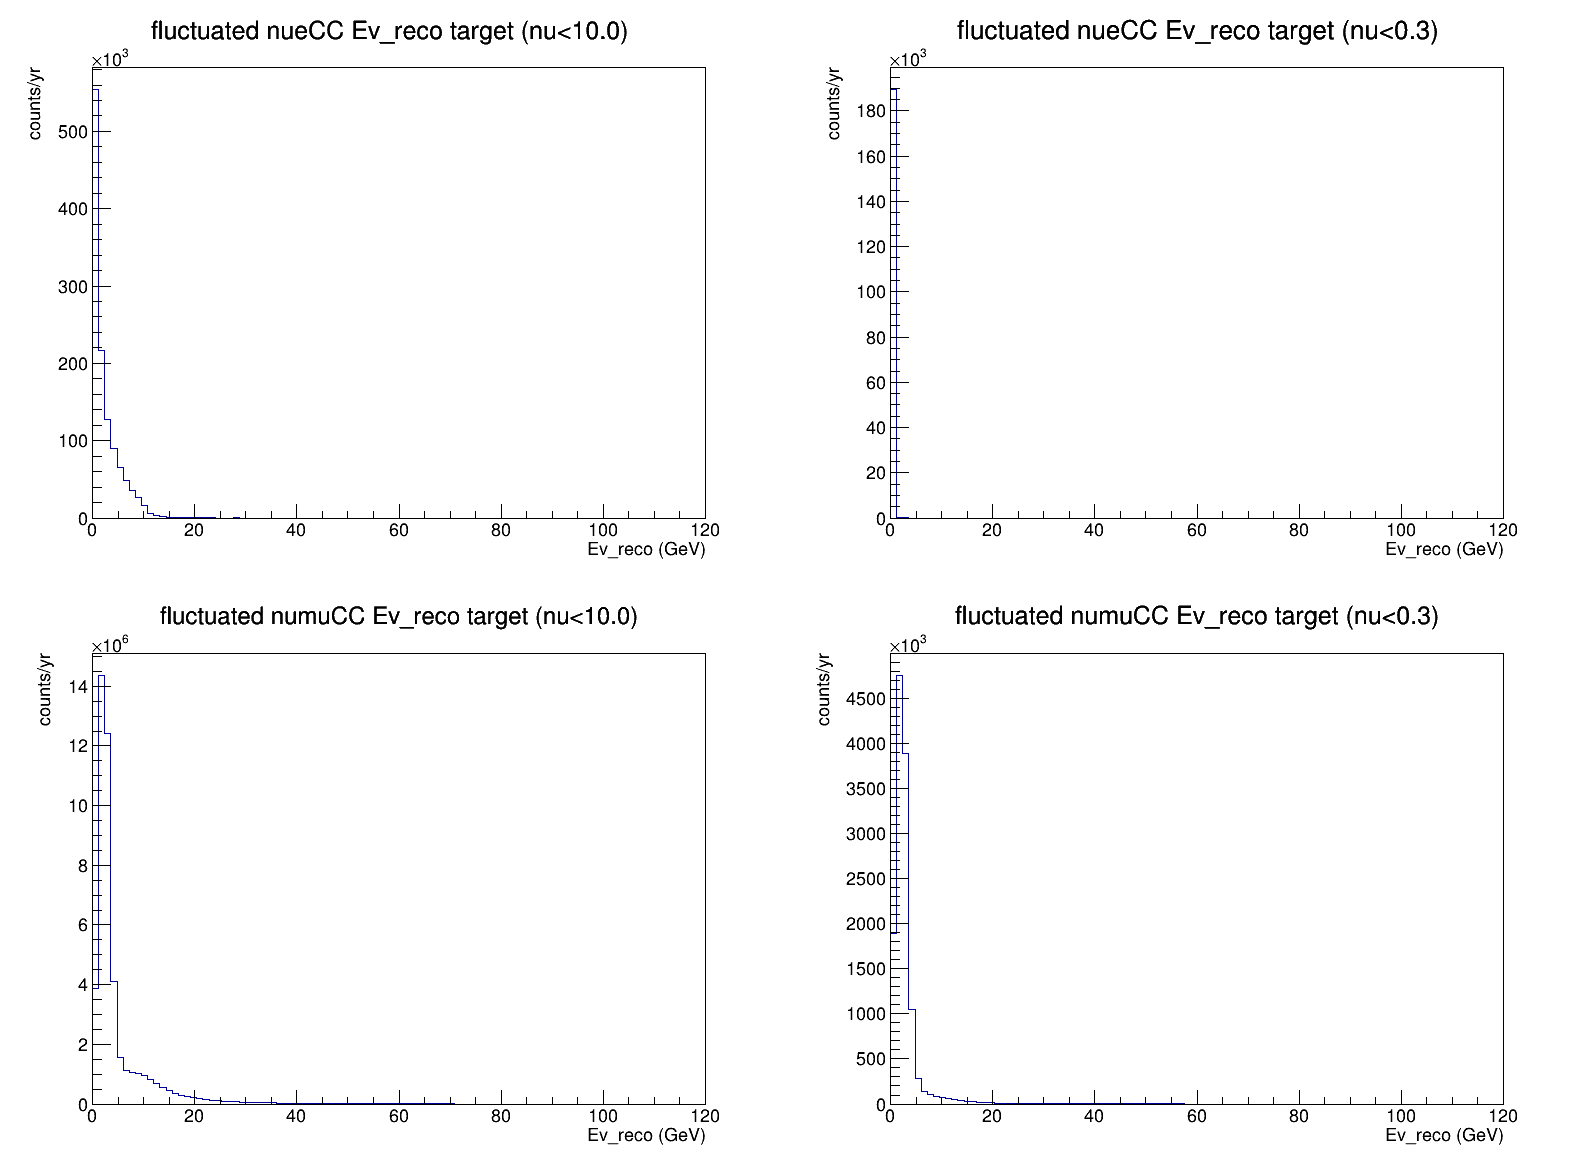 fluctuated nueCC Ev_reco target (nu<10.0)
×10³
counts/yr
500
400
300
200
100
0
0 20 40 60 80 100 120
Ev_reco (GeV)
fluctuated nueCC Ev_reco target (nu<0.3)
×10³
counts/yr
180
160
140
120
100
80
60
40
20
0
0 20 40 60 80 100 120
Ev_reco (GeV)
fluctuated numuCC Ev_reco target (nu<10.0)
×10⁶
counts/yr
14
12
10
8
6
4
2
0
0 20 40 60 80 100 120
Ev_reco (GeV)
fluctuated numuCC Ev_reco target (nu<0.3)
×10³
counts/yr
4500
4000
3500
3000
2500
2000
1500
1000
500
0
0 20 40 60 80 100 120
Ev_reco (GeV)